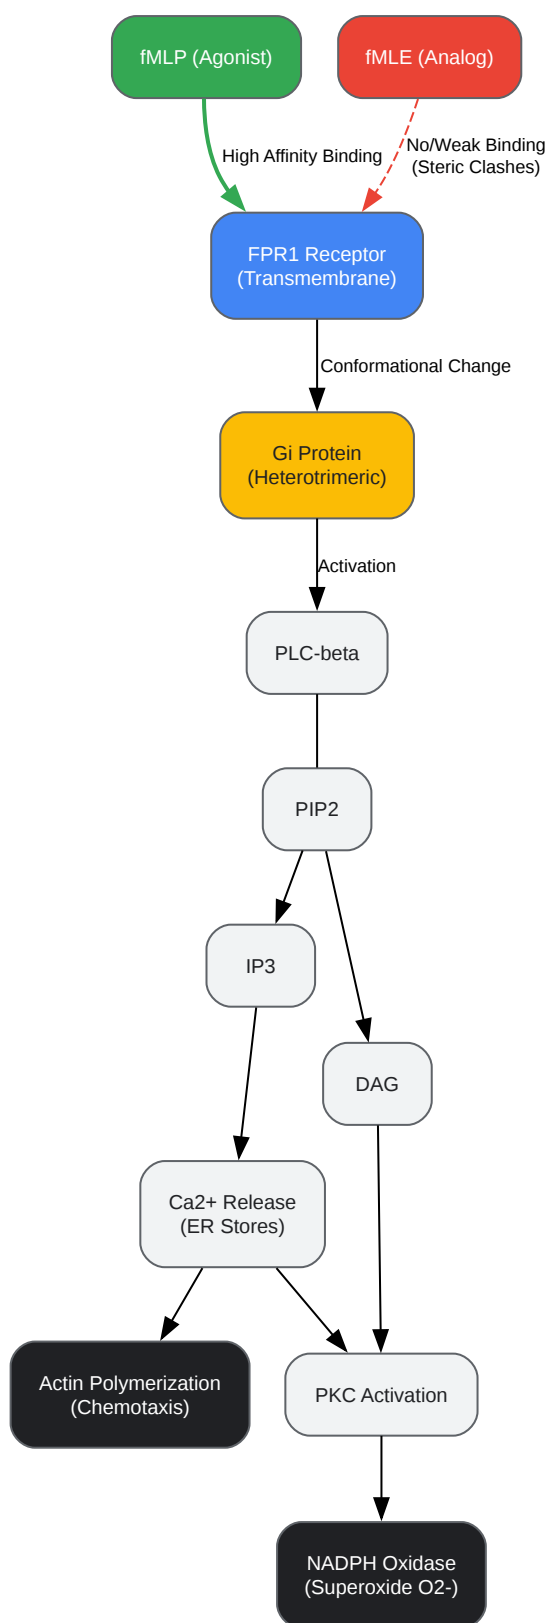 fMLP (Agonist)
fMLE (Analog)
High Affinity Binding
No/Weak Binding
(Steric Clashes)
FPR1 Receptor
(Transmembrane)
Conformational Change
Gi Protein
(Heterotrimeric)
Activation
PLC-beta
PIP2
IP3
DAG
Ca2+ Release
(ER Stores)
Actin Polymerization
(Chemotaxis)
PKC Activation
NADPH Oxidase
(Superoxide O2-)